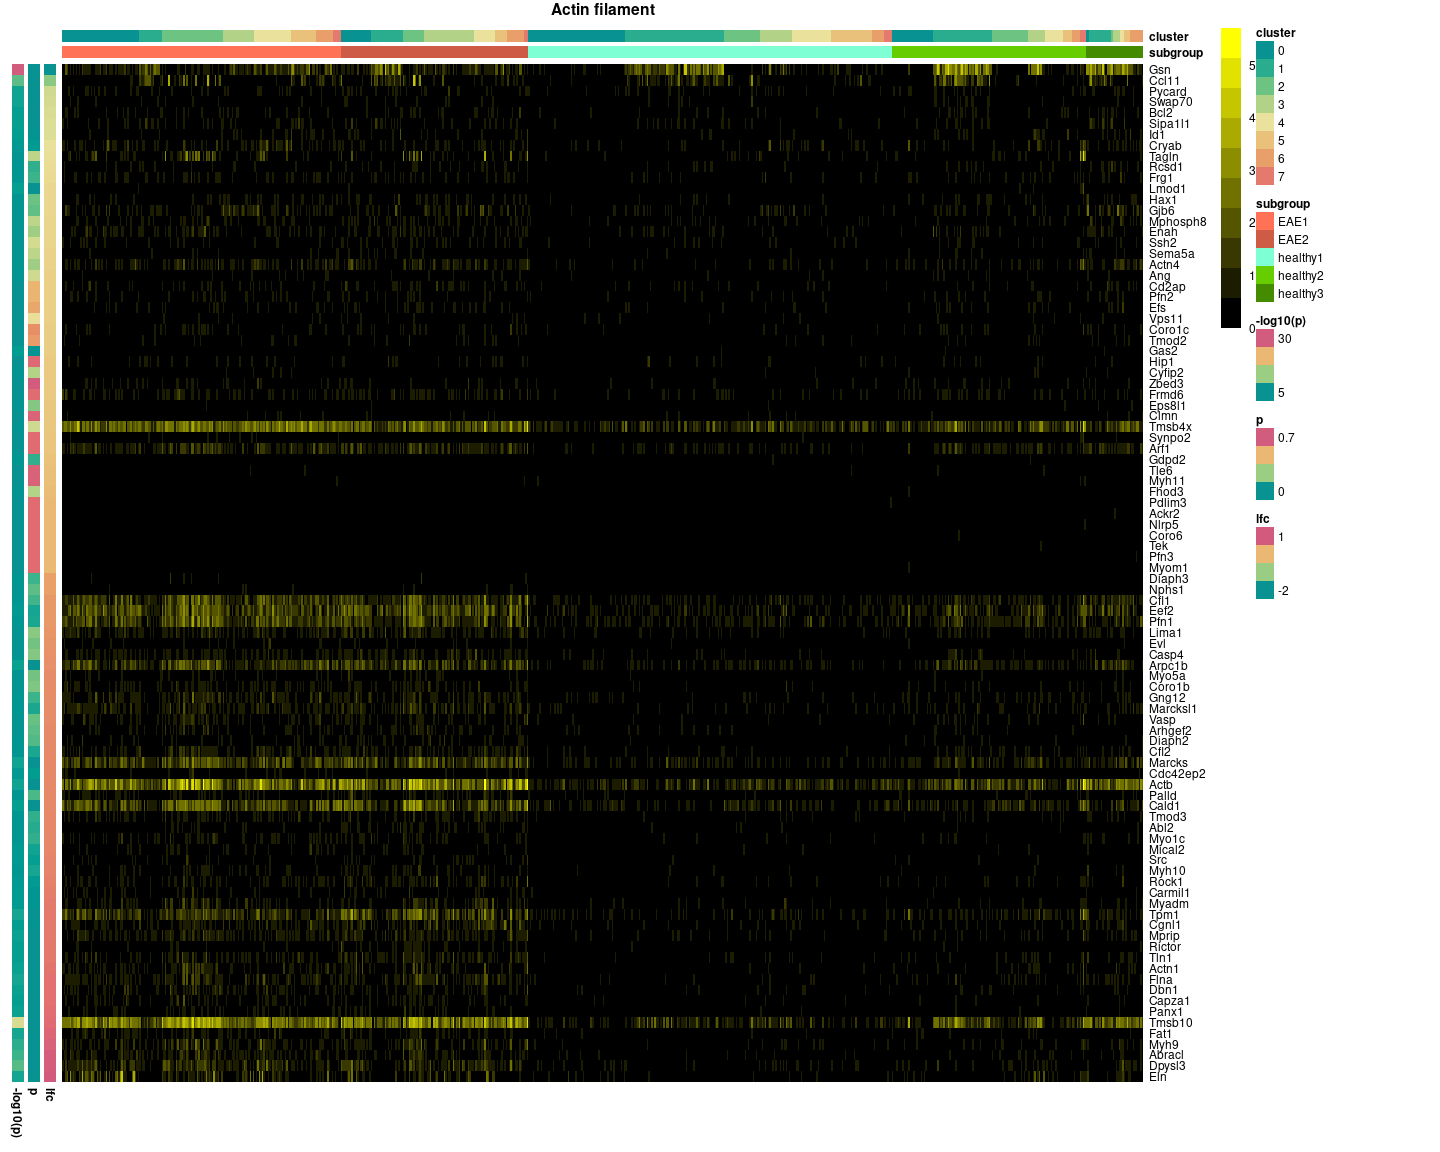 Actin filament
cluster
subgroup
Gsn
Ccl11
Pycard
Swap70
Bcl2
Sipa1l1
Id1
Cryab
Tagln
Rcsd1
Frg1
Lmod1
Hax1
Gjb6
Mphosph8
Enah
Ssh2
Sema5a
Actn4
Ang
Cd2ap
Pfn2
Efs
Vps11
Coro1c
Tmod2
Gas2
Hip1
Cyfip2
Zbed3
Frmd6
Eps8l1
Clmn
Tmsb4x
Synpo2
Arf1
Gdpd2
Tle6
Myh11
Fhod3
Pdlim3
Ackr2
Nlrp5
Coro6
Tek
Pfn3
Myom1
Diaph3
Nphs1
Cfl1
Eef2
Pfn1
Lima1
Evl
Casp4
Arpc1b
Myo5a
Coro1b
Gng12
Marcksl1
Vasp
Arhgef2
Diaph2
Cfl2
Marcks
Cdc42ep2
Actb
Palld
Cald1
Tmod3
Abl2
Myo1c
Mical2
Src
Myh10
Rock1
Carmil1
Myadm
Tpm1
Cgnl1
Mprip
Rictor
Tln1
Actn1
Flna
Dbn1
Capza1
Panx1
Tmsb10
Fat1
Myh9
Abracl
Dpysl3
Eln
-log10(p)
p
lfc
5
4
3
2
1
0
cluster
0
1
2
3
4
5
6
7
subgroup
EAE1
EAE2
healthy1
healthy2
healthy3
-log10(p)
30
5
p
0.7
0
lfc
1
-2